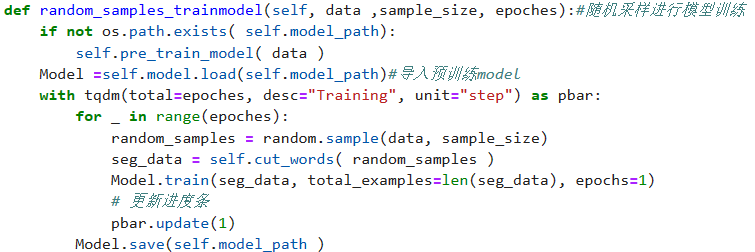 def random_samples_trainmodel(self, data ,sample_size, epoches):#随机采样进行模型训练
    if not os.path.exists( self.model_path):
        self.pre_train_model( data )
    Model =self.model.load(self.model_path)#导入预训练model
    with tqdm(total=epoches, desc="Training", unit="step") as pbar:
        for _ in range(epoches):
            random_samples = random.sample(data, sample_size)
            seg_data = self.cut_words( random_samples )
            Model.train(seg_data, total_examples=len(seg_data), epochs=1)
            # 更新进度条
            pbar.update(1)
        Model.save(self.model_path )